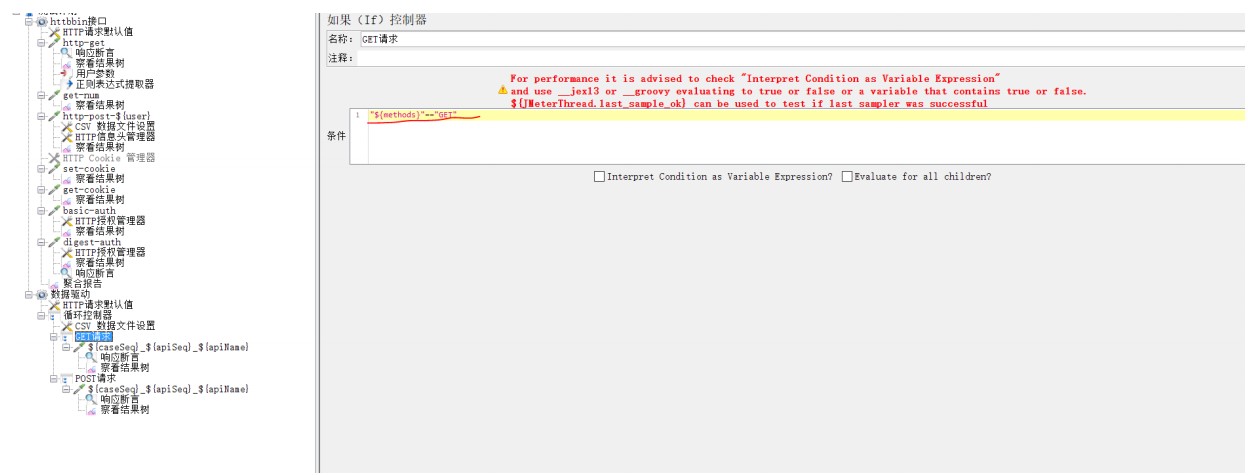 httbbin接口
HTTP请求默认值
http-get
响应断言
察看结果树
用户参数
正则表达式提取器
get-num
察看结果树
http-post-${user}
CSV 数据文件设置
HTTP信息头管理器
察看结果树
HTTP Cookie 管理器
set-cookie
察看结果树
get-cookie
察看结果树
basic-auth
HTTP授权管理器
察看结果树
digest-auth
HTTP授权管理器
察看结果树
响应断言
聚合报告
数据驱动
HTTP请求默认值
循环控制器
CSV 数据文件设置
GET请求
${caseSeq}_${apiSeq}_${apiName}
响应断言
察看结果树
POST请求
${caseSeq}_${apiSeq}_${apiName}
响应断言
察看结果树
如果（If）控制器
名称： GET请求
注释：
For performance it is advised to check "Interpret Condition as Variable Expression"
and use __jex13 or __groovy evaluating to true or false or a variable that contains true or false.
${JMeterThread.last_sample_ok} can be used to test if last sampler was successful
条件
1 "${methods}"=="GET"
Interpret Condition as Variable Expression? Evaluate for all children?